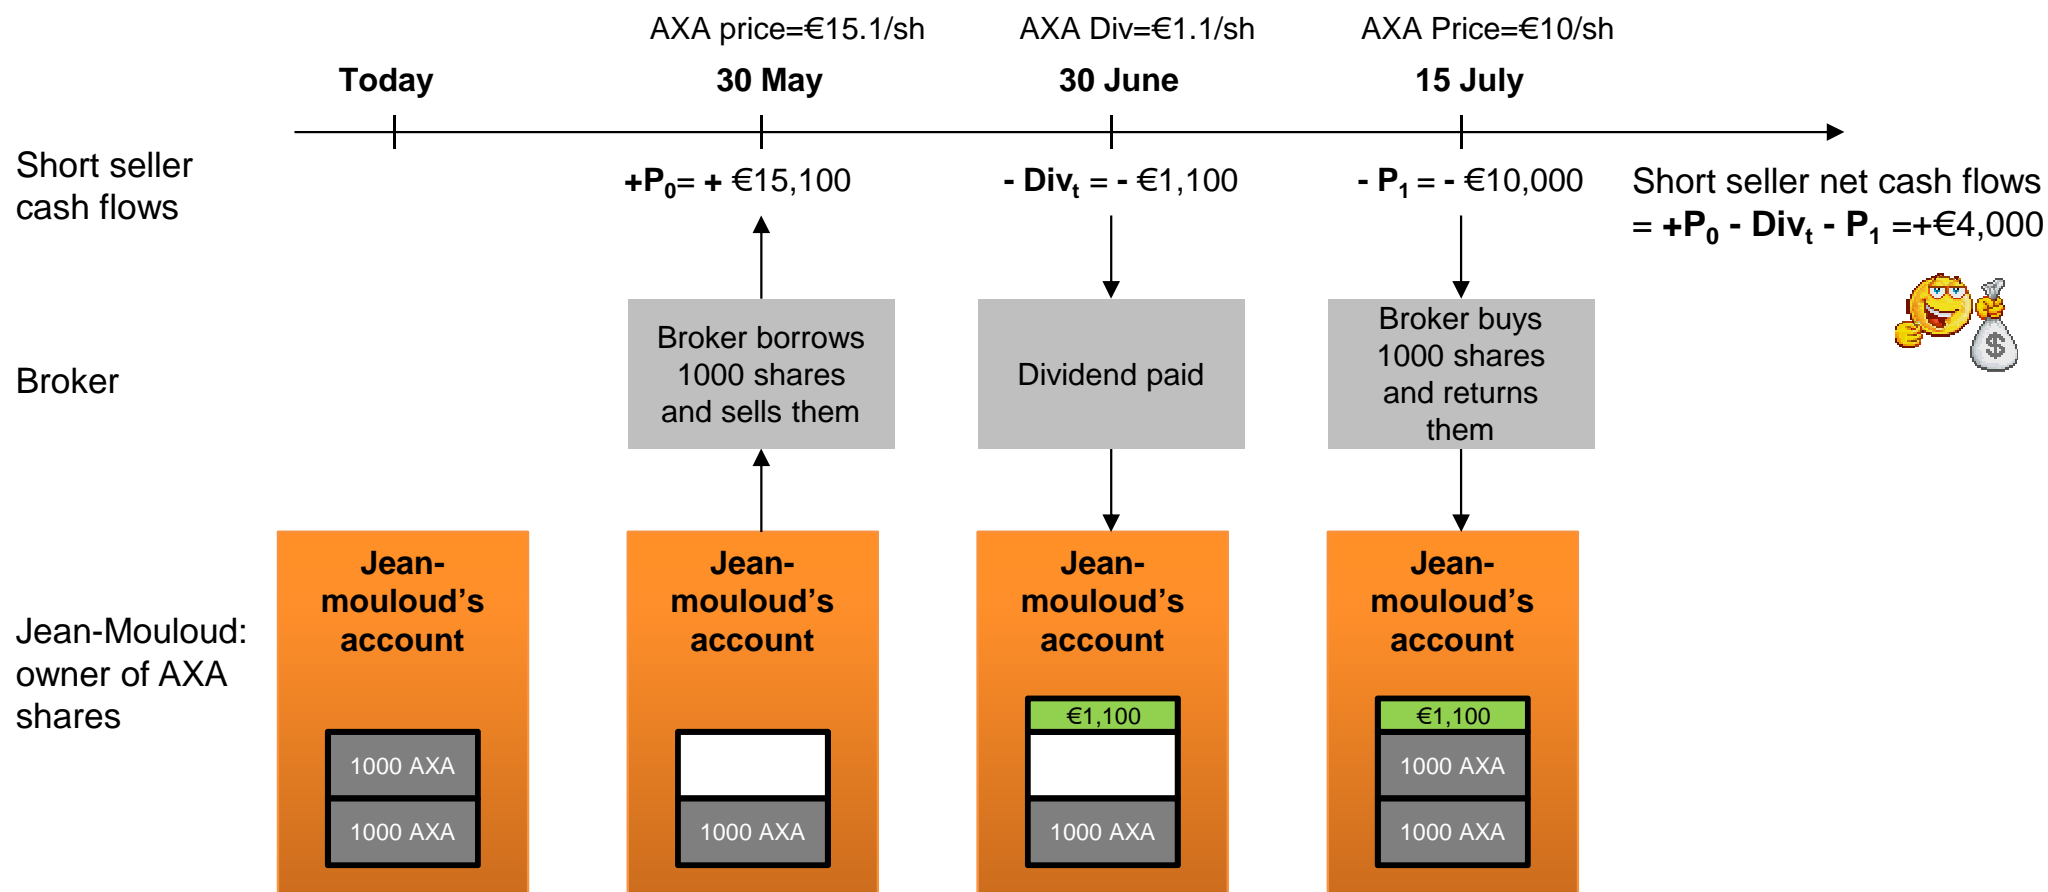 AXA price=€15.1/sh
AXA Div=€1.1/sh
AXA Price=€10/sh
Today
30 May
30 June
15 July
Short seller
cash flows
+P0= + €15,100
- Divt = - €1,100
- P1 = - €10,000
Short seller net cash flows
= +P0 - Divt - P1 =+€4,000
Broker
Broker borrows
1000 shares
and sells them
Dividend paid
Broker buys
1000 shares
and returns
them
$
Jean-Mouloud:
owner of AXA
shares
Jean-
mouloud’s
account
1000 AXA
1000 AXA
Jean-
mouloud’s
account
1000 AXA
Jean-
mouloud’s
account
€1,100
1000 AXA
Jean-
mouloud’s
account
€1,100
1000 AXA
1000 AXA